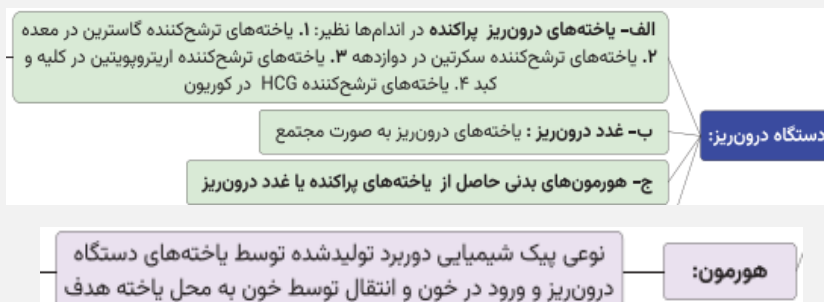 الف- یاخته‌های درون‌ریز پراکنده در اندام‌ها نظیر: ۱. یاخته‌های ترشح‌کننده گاسترین در معده
۲. یاخته‌های ترشح‌کننده سکرتین در دوازدهه ۳. یاخته‌های ترشح‌کننده اریتروپویتین در کلیه و
کبد ۴. یاخته‌های ترشح‌کننده HCG در کوریون
دستگاه درون‌ریز:
ب- غدد درون‌ریز : یاخته‌های درون‌ریز به صورت مجتمع
ج- هورمون‌های بدنی حاصل از یاخته‌های پراکنده یا غدد درون‌ریز
هورمون:
نوعی پیک شیمیایی دوربرد تولیدشده توسط یاخته‌های دستگاه
درون‌ریز و ورود در خون و انتقال توسط خون به محل یاخته هدف